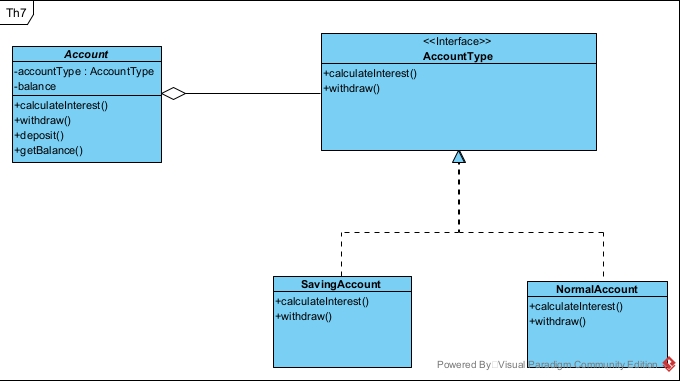 Th7
Account
-accountType : AccountType
-balance
+calculateInterest()
+withdraw()
+deposit()
+getBalance()
<<Interface>>
AccountType
+calculateInterest()
+withdraw()
SavingAccount
+calculateInterest()
+withdraw()
NormalAccount
+calculateInterest()
+withdraw()
Powered By Visual Paradigm Community Edition